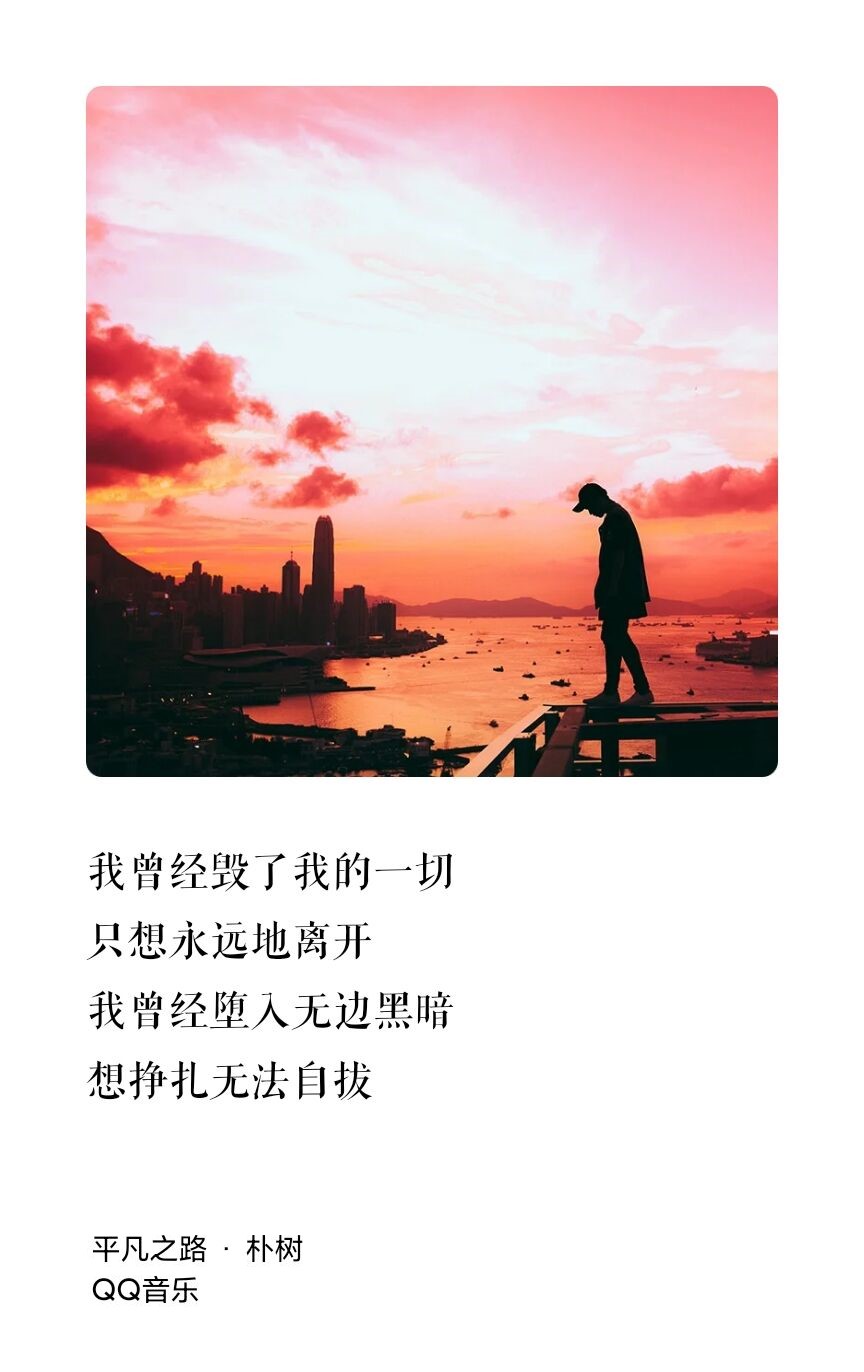 我曾经毁了我的一切
只想永远地离开
我曾经堕入无边黑暗
想挣扎无法自拔
平凡之路 · 朴树
QQ音乐